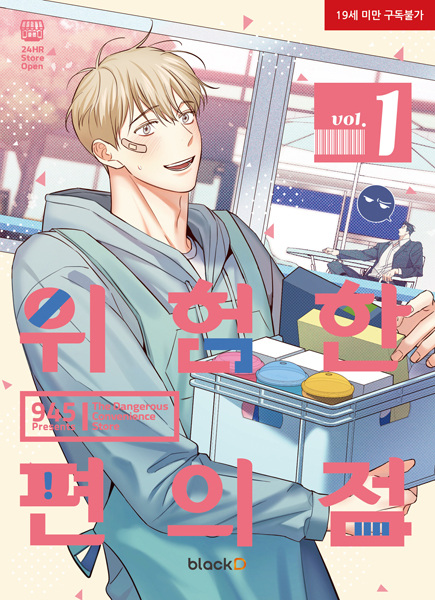 19세 미만 구독불가
24HR
Store
Open
vol. 1
위험한
945
Presents
The Dangerous
Convenience
Store
편의점
blackD